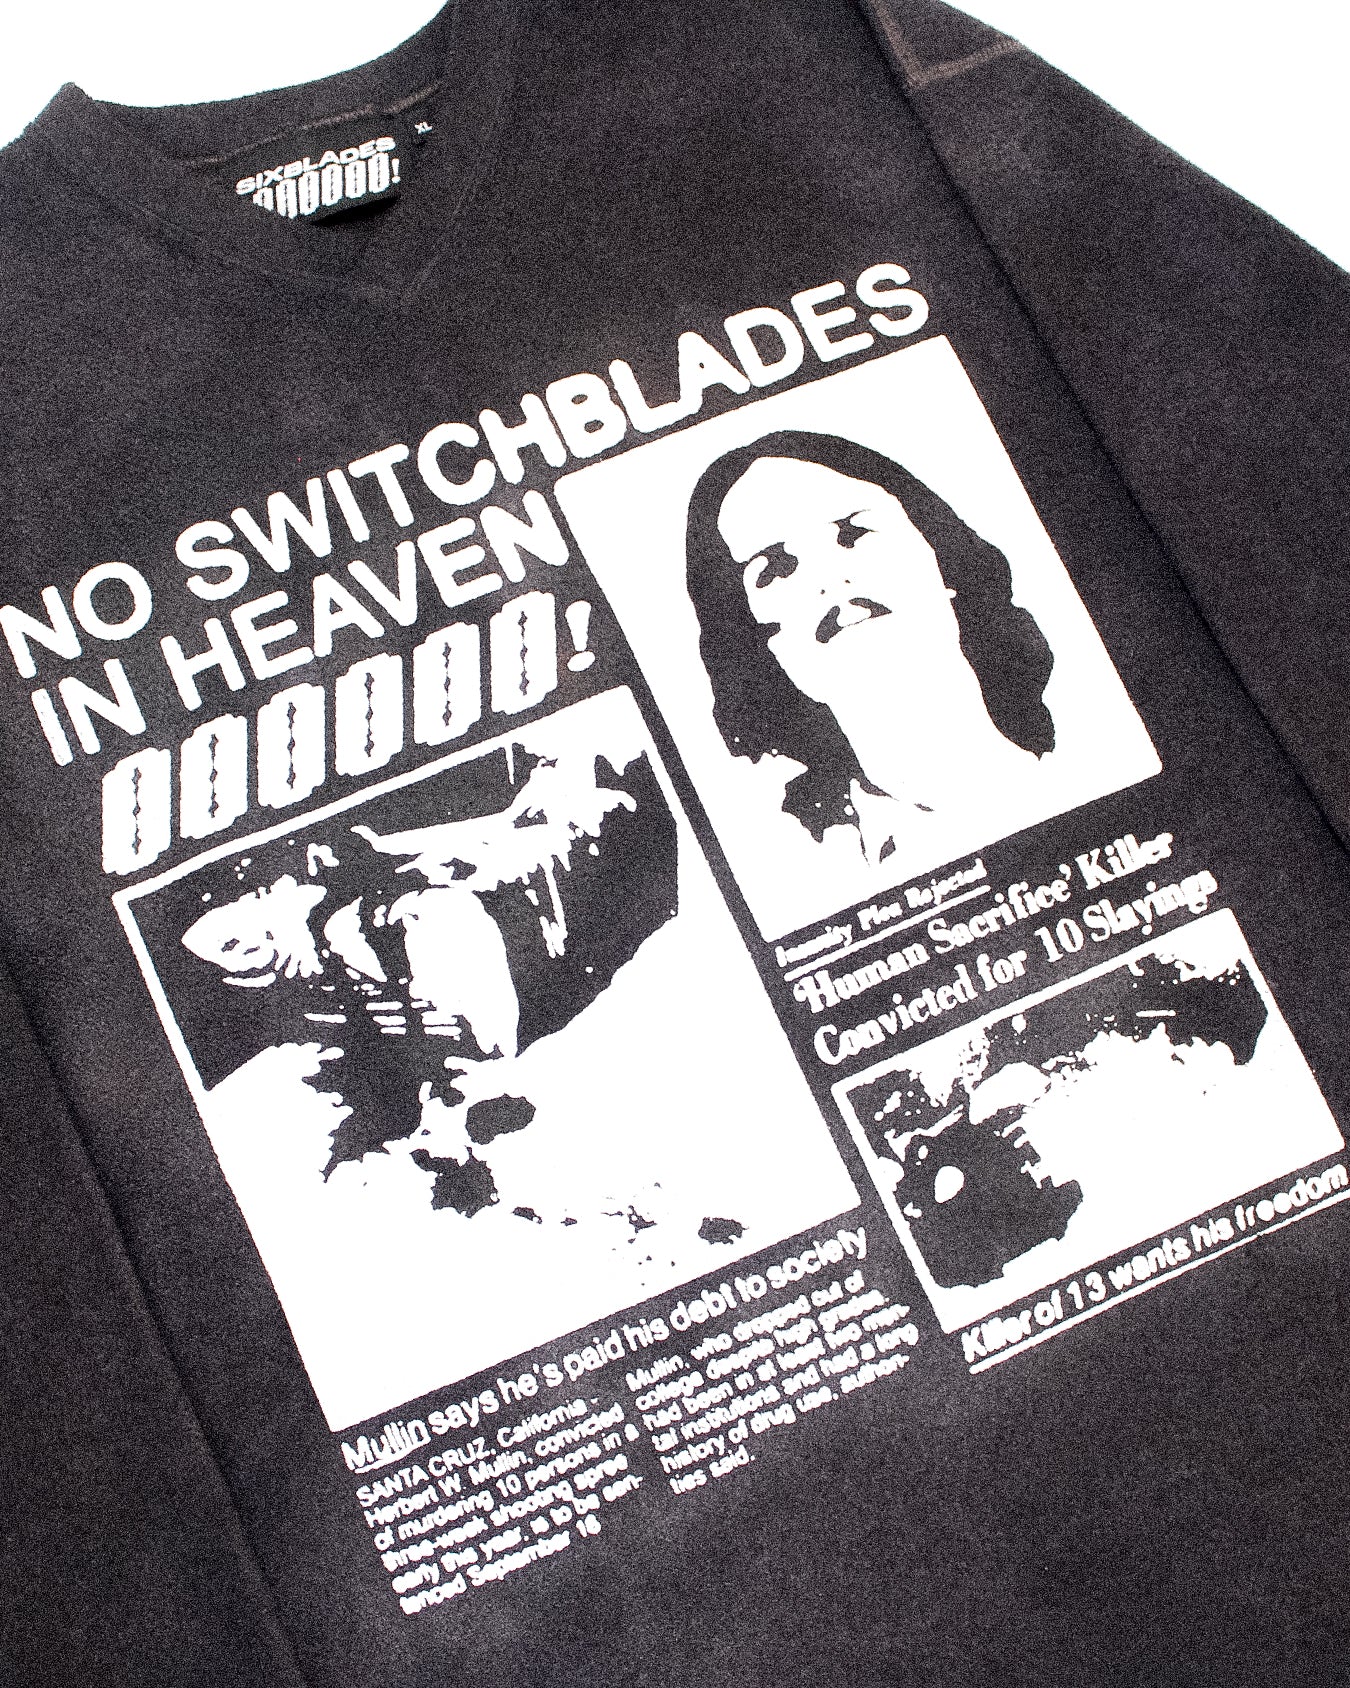 SIXBLADES
!
XL
NO SWITCHBLADES
IN HEAVEN
!
Insanity Plea Rejected
'Human Sacrifice' Killer
Convicted for 10 Slayings
Killer of 13 wants his freedom
Mullin says he's paid his debt to society
SANTA CRUZ, California -
Herbert W. Mullin, convicted
of murdering 10 persons in a
three-week shooting spree
early this year, is to be sen-
tenced September 18
Mullin, who dropped out of
college despite high grades,
had been in at least two men-
tal institutions and had a long
history of drug use, authori-
ties said.